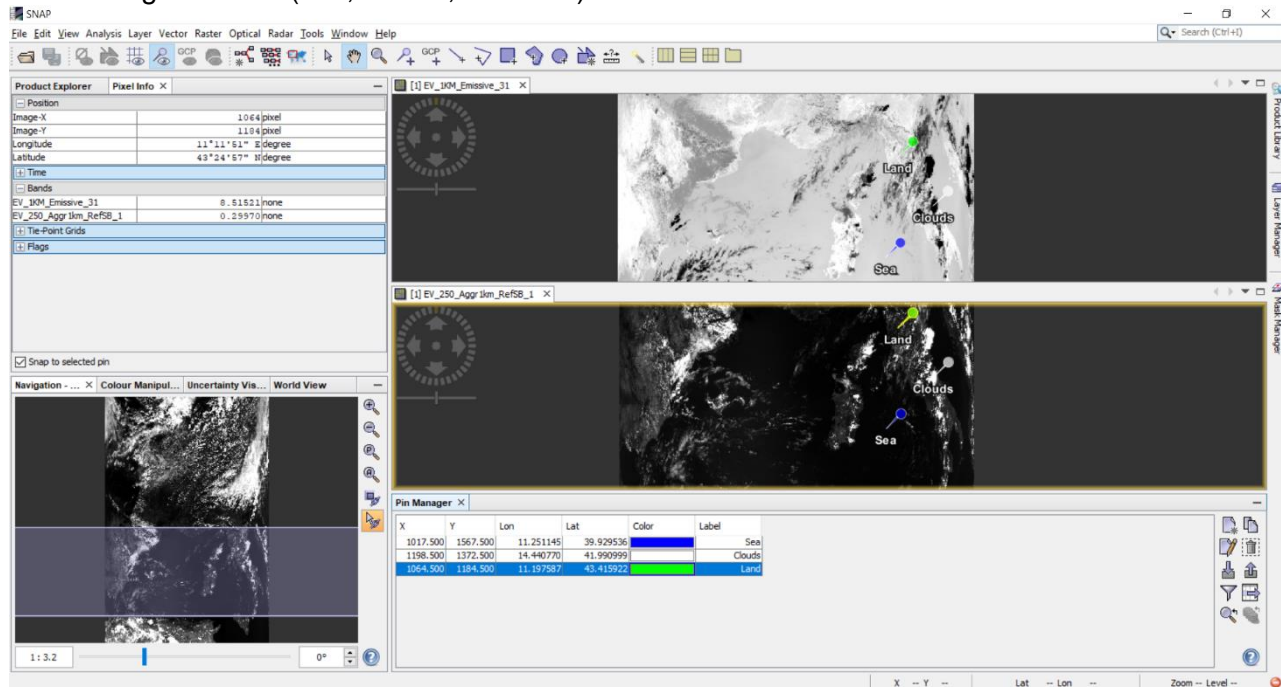 SNAP
File Edit View Analysis Layer Vector Raster Optical Radar Tools Window Help
Search (Ctrl+I)
GCP GCP
Product Explorer Pixel Info
Position
Image-X 1064 pixel
Image-Y 1184 pixel
Longitude 11°11'51" E degree
Latitude 43°24'57" N degree
Time
Bands
EV_1KM_Emissive_31 8.51521 none
EV_250_Aggr1km_RefSB_1 0.29970 none
Tie-Point Grids
Flags
Snap to selected pin
Navigation - ... Colour Manipul... Uncertainty Vis... World View
1 : 3.2 0°
[1] EV_1KM_Emissive_31
Land
Clouds
Sea
[1] EV_250_Aggr1km_RefSB_1
Land
Clouds
Sea
Pin Manager
X Y Lon Lat Color Label
1017.500 1567.500 11.251145 39.929536 Sea
1198.500 1372.500 14.440770 41.990999 Clouds
1064.500 1184.500 11.197587 43.415922 Land
Product Library
Layer Manager
Mask Manager
X -- Y -- Lat -- Lon -- Zoom -- Level --